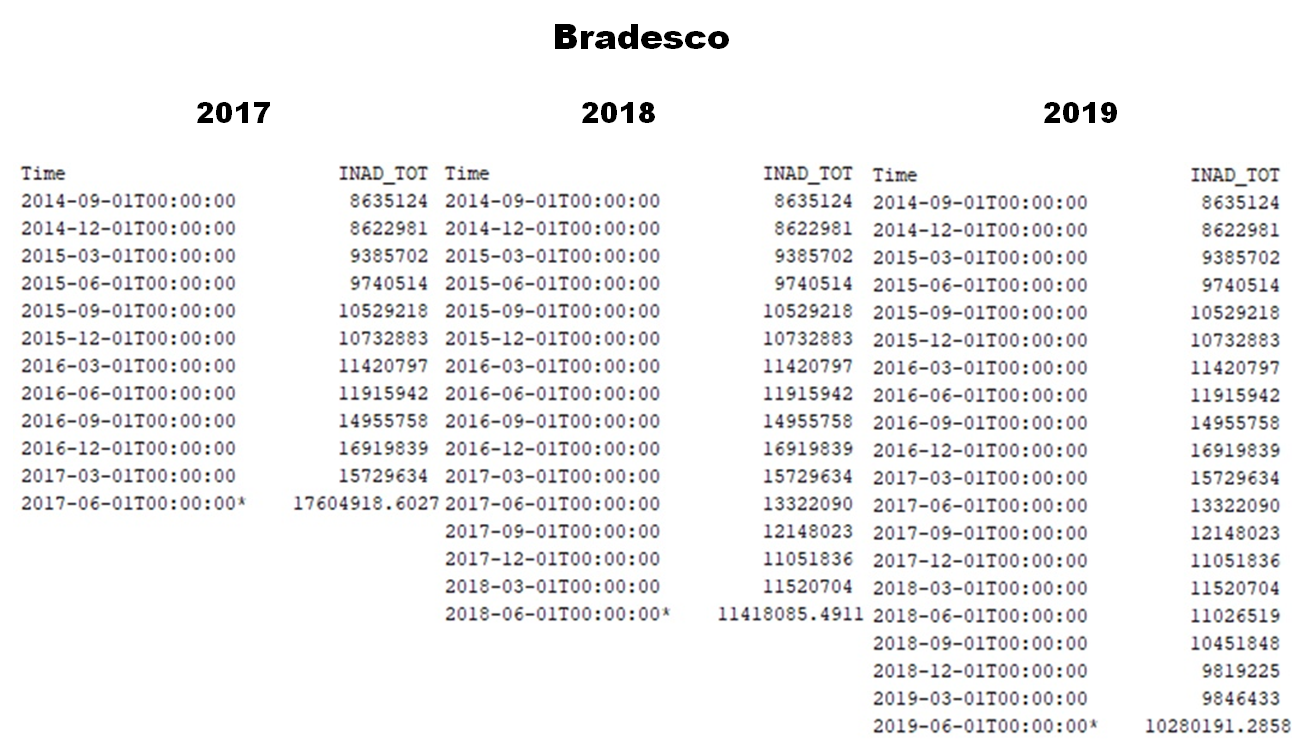 Bradesco
2017 2018 2019
Time INAD_TOT Time INAD_TOT Time INAD_TOT
2014-09-01T00:00:00 8635124 2014-09-01T00:00:00 8635124 2014-09-01T00:00:00 8635124
2014-12-01T00:00:00 8622981 2014-12-01T00:00:00 8622981 2014-12-01T00:00:00 8622981
2015-03-01T00:00:00 9385702 2015-03-01T00:00:00 9385702 2015-03-01T00:00:00 9385702
2015-06-01T00:00:00 9740514 2015-06-01T00:00:00 9740514 2015-06-01T00:00:00 9740514
2015-09-01T00:00:00 10529218 2015-09-01T00:00:00 10529218 2015-09-01T00:00:00 10529218
2015-12-01T00:00:00 10732883 2015-12-01T00:00:00 10732883 2015-12-01T00:00:00 10732883
2016-03-01T00:00:00 11420797 2016-03-01T00:00:00 11420797 2016-03-01T00:00:00 11420797
2016-06-01T00:00:00 11915942 2016-06-01T00:00:00 11915942 2016-06-01T00:00:00 11915942
2016-09-01T00:00:00 14955758 2016-09-01T00:00:00 14955758 2016-09-01T00:00:00 14955758
2016-12-01T00:00:00 16919839 2016-12-01T00:00:00 16919839 2016-12-01T00:00:00 16919839
2017-03-01T00:00:00 15729634 2017-03-01T00:00:00 15729634 2017-03-01T00:00:00 15729634
2017-06-01T00:00:00* 17604918.6027 2017-06-01T00:00:00 13322090 2017-06-01T00:00:00 13322090
2017-09-01T00:00:00 12148023 2017-09-01T00:00:00 12148023
2017-12-01T00:00:00 11051836 2017-12-01T00:00:00 11051836
2018-03-01T00:00:00 11520704 2018-03-01T00:00:00 11520704
2018-06-01T00:00:00* 11418085.4911 2018-06-01T00:00:00 11026519
2018-09-01T00:00:00 10451848
2018-12-01T00:00:00 9819225
2019-03-01T00:00:00 9846433
2019-06-01T00:00:00* 10280191.2858